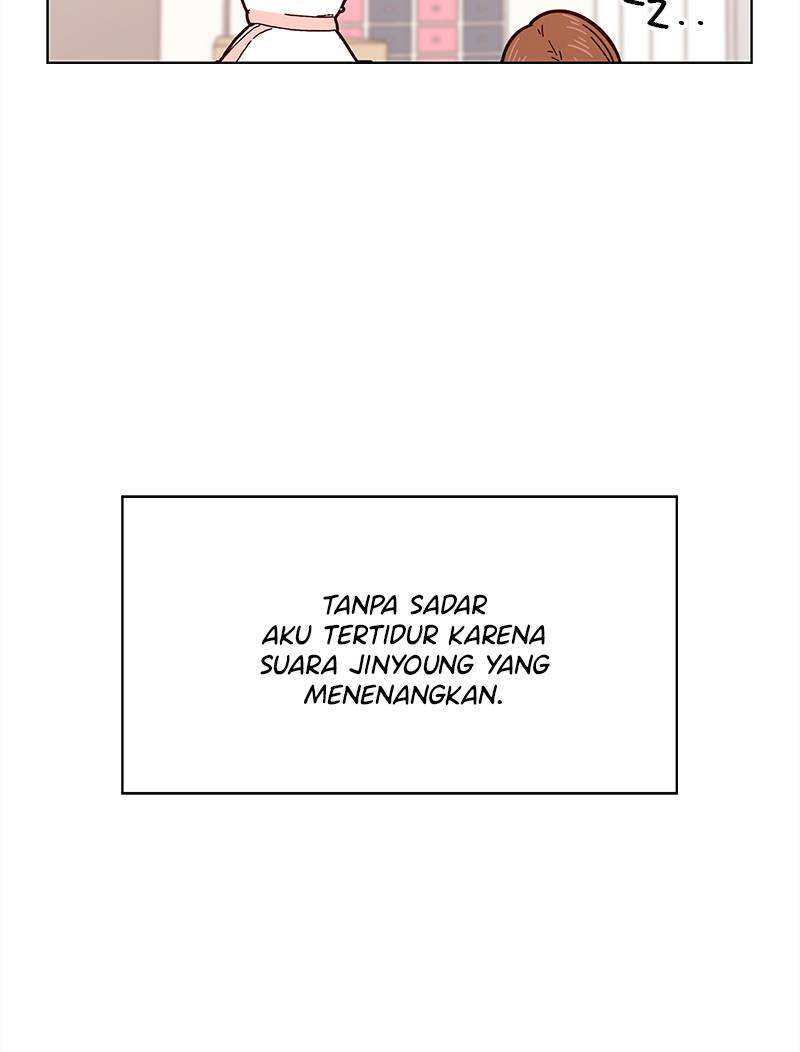 Z..
TANPA SADAR
AKU TERTIDUR KARENA
SUARA JINYOUNG YANG
MENENANGKAN.